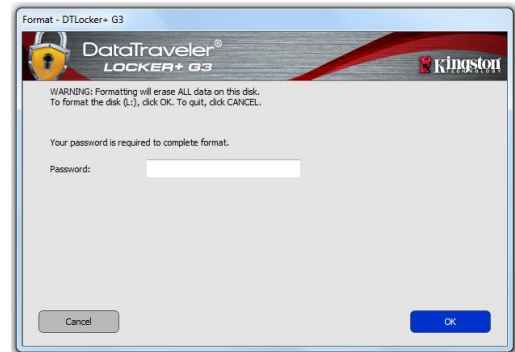 Format - DTLocker+ G3
DataTraveler®
LOCKER+ G3
Kingston
TECHNOLOGY
WARNING: Formatting will erase ALL data on this disk.
To format the disk (L:), click OK. To quit, click CANCEL.
Your password is required to complete format.
Password:
Cancel
OK